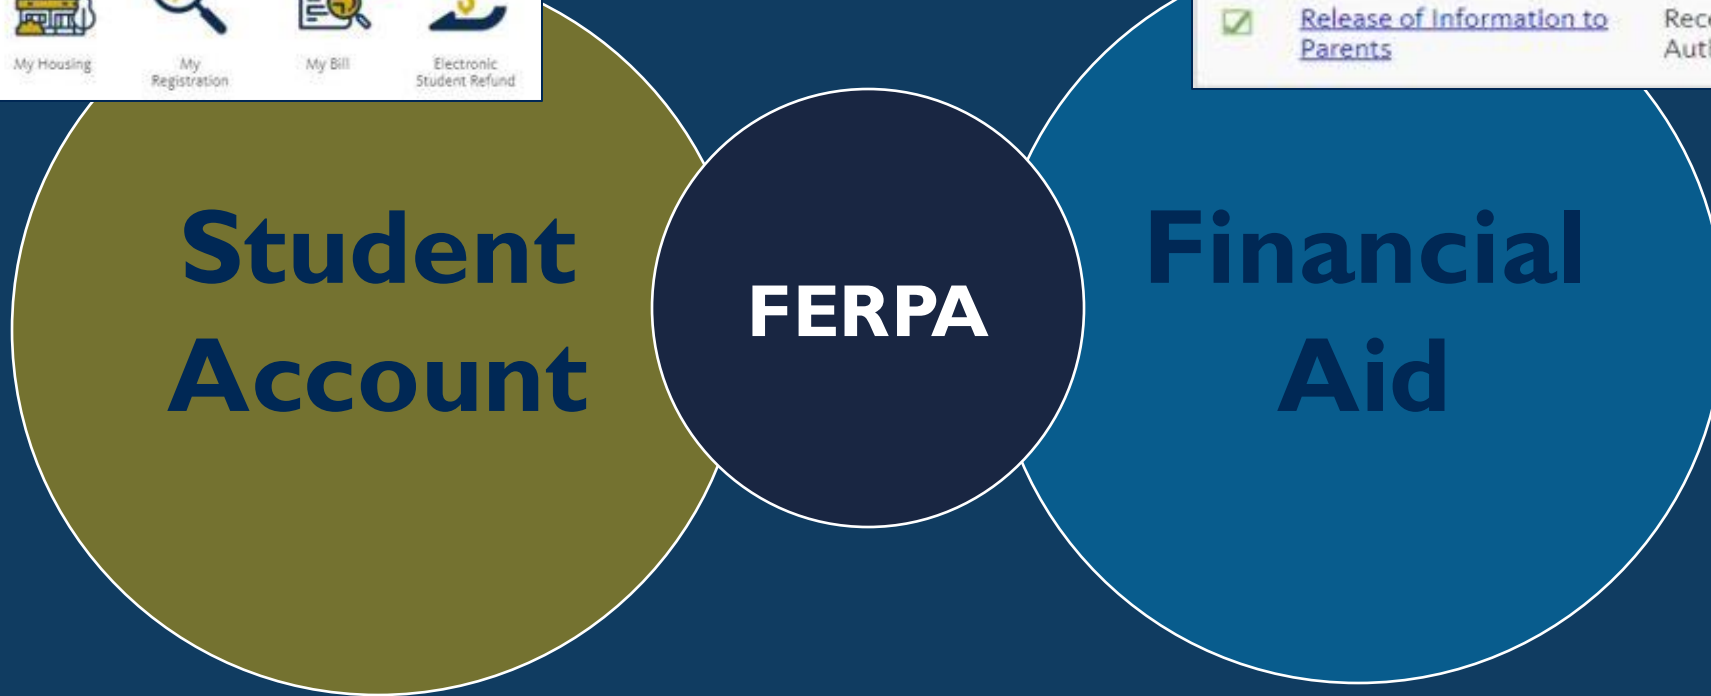 My Housing
My
Registration
My Bill
Electronic
Student Refund
Release of Information to
Parents
Student
Account
FERPA
Financial
Aid